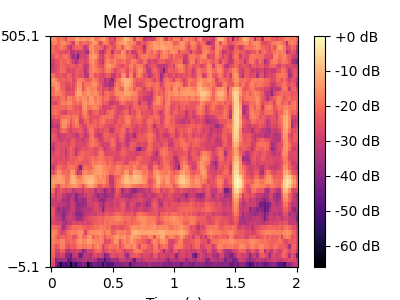 Mel Spectrogram
505.1
−5.1
0
0.5
1
1.5
2
+0 dB
-10 dB
-20 dB
-30 dB
-40 dB
-50 dB
-60 dB